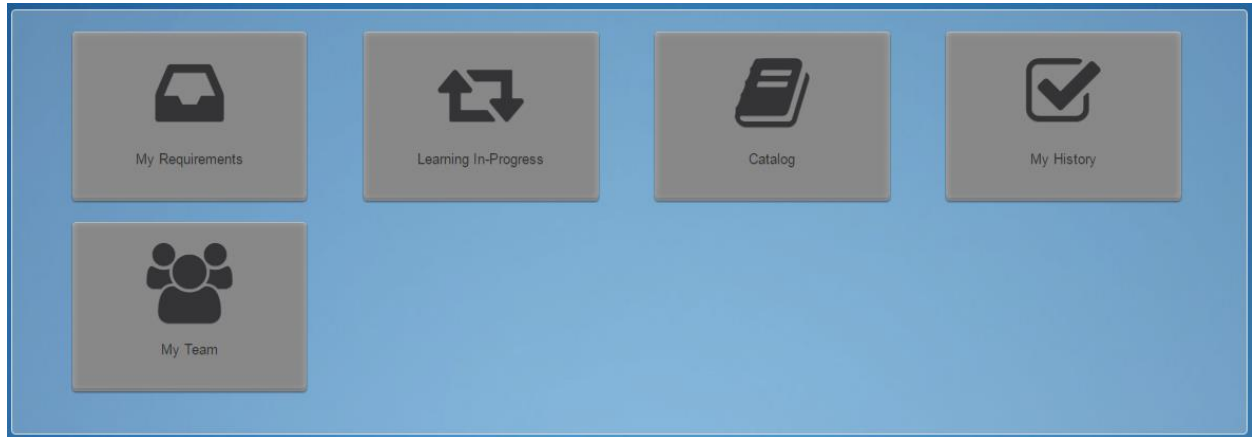 My Requirements
Learning In-Progress
Catalog
My History
My Team